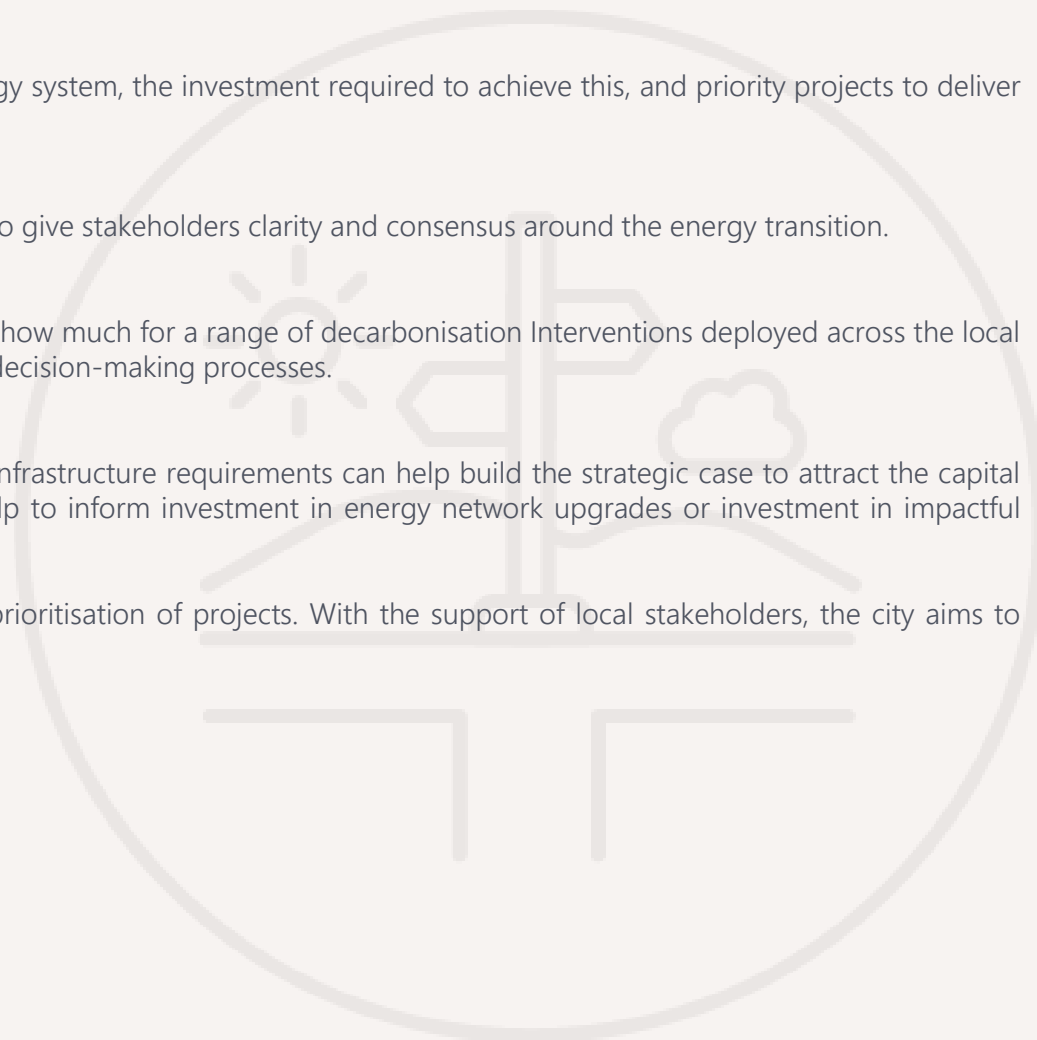 gy system, the investment required to achieve this, and priority projects to deliver
o give stakeholders clarity and consensus around the energy transition.
how much for a range of decarbonisation Interventions deployed across the local
decision-making processes.
nfrastructure requirements can help build the strategic case to attract the capital
lp to inform investment in energy network upgrades or investment in impactful
prioritisation of projects. With the support of local stakeholders, the city aims to